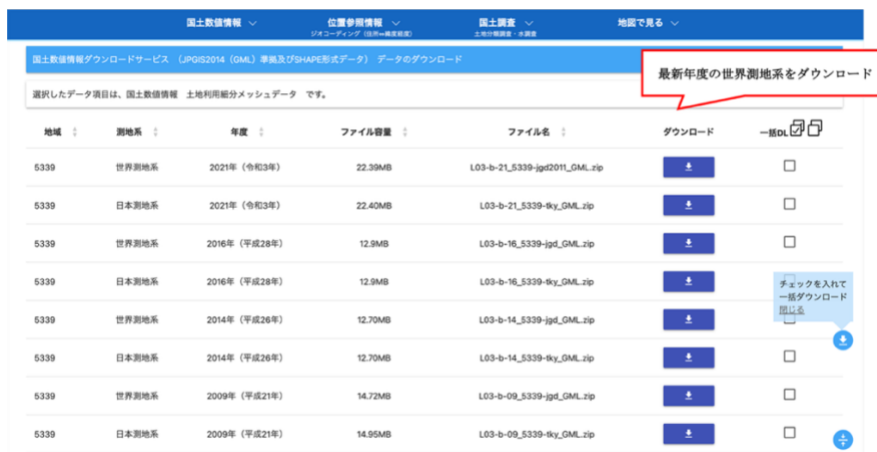 国土数値情報 位置参照情報 国土調査 地図で見る
ジオコーディング（住所⇔緯度経度） 土地分類調査・水調査
国土数値情報ダウンロードサービス （JPGIS2014（GML）準拠及びSHAPE形式データ） データのダウンロード
最新年度の世界測地系をダウンロード
選択したデータ項目は、国土数値情報 土地利用細分メッシュデータ です。
地域 測地系 年度 ファイル容量 ファイル名 ダウンロード 一括DL
5339 世界測地系 2021年（令和3年） 22.39MB L03-b-21_5339-jgd2011_GML.zip
5339 日本測地系 2021年（令和3年） 22.40MB L03-b-21_5339-tky_GML.zip
5339 世界測地系 2016年（平成28年） 12.9MB L03-b-16_5339-jgd_GML.zip
5339 日本測地系 2016年（平成28年） 12.9MB L03-b-16_5339-tky_GML.zip
チェックを入れて
一括ダウンロード
閉じる
5339 世界測地系 2014年（平成26年） 12.70MB L03-b-14_5339-jgd_GML.zip
5339 日本測地系 2014年（平成26年） 12.70MB L03-b-14_5339-tky_GML.zip
5339 世界測地系 2009年（平成21年） 14.72MB L03-b-09_5339-jgd_GML.zip
5339 日本測地系 2009年（平成21年） 14.95MB L03-b-09_5339-tky_GML.zip